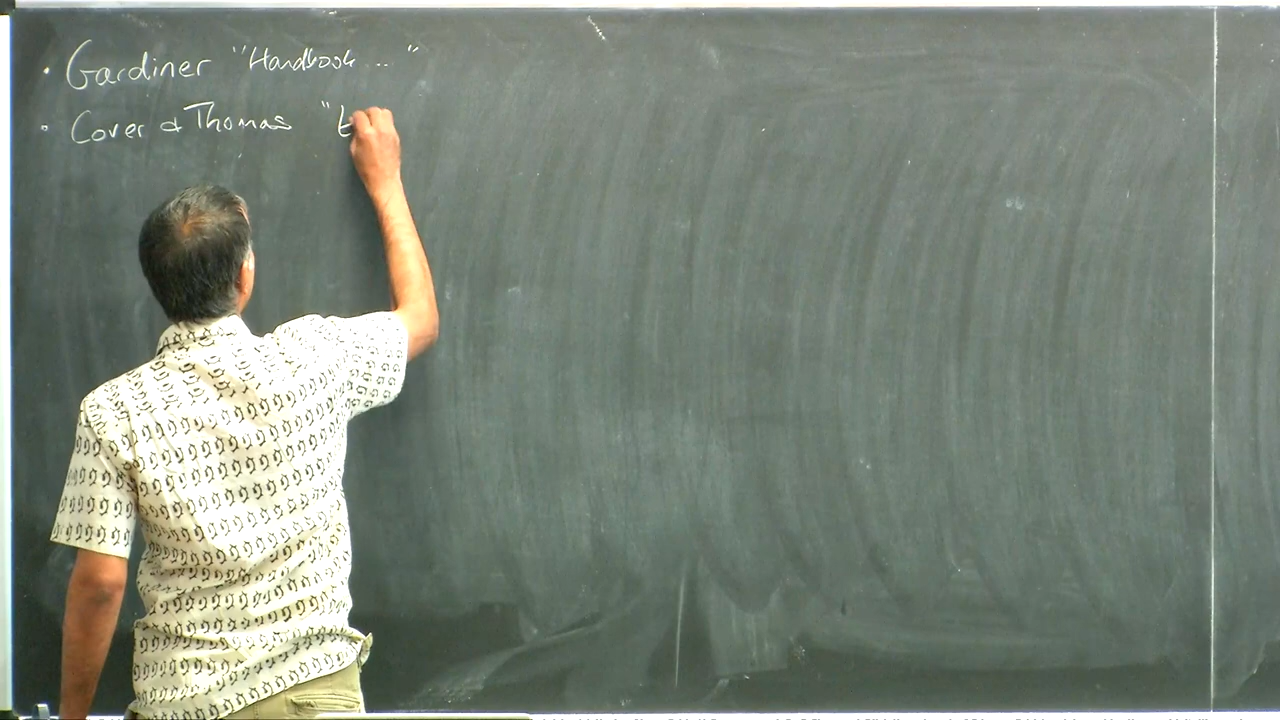 • Gardiner "Handbook ..."
• Cover & Thomas "E